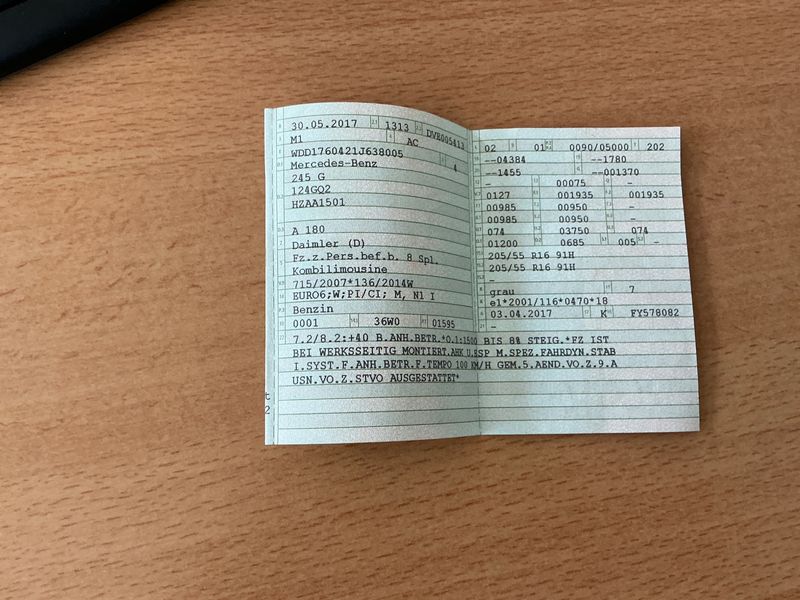 30.05.2017 1313 DVE005413
M1 AC
WDD1760421J638005
Mercedes-Benz 4
245 G
124GQ2
HZAA1501
A 180
Daimler (D)
Fz.z.Pers.bef.b. 8 Spl.
Kombilimousine
715/2007*136/2014W
EURO6;W;PI/CI; M, N1 I
Benzin
0001 36W0 01595
02 01 0090/05000 202
--04384 --1780
--1455 --001370
- 00075 -
0127 001935 001935
00985 00950 -
00985 00950 -
074 03750 074
01200 0685 005 -
205/55 R16 91H
205/55 R16 91H
-
grau 7
e1*2001/116*0470*18
03.04.2017 K FY578082
-
7.2/8.2:+40 B.ANH.BETR.*O.1:1500 BIS 8% STEIG.*FZ IST
BEI WERKSSEITIG MONTIERT.AHK U.ESP M.SPEZ.FAHRDYN.STAB
I.SYST.F.ANH.BETR.F.TEMPO 100 KM/H GEM.5.AEND.VO.Z.9.A
USN.VO.Z.STVO AUSGESTATTET*
t
2